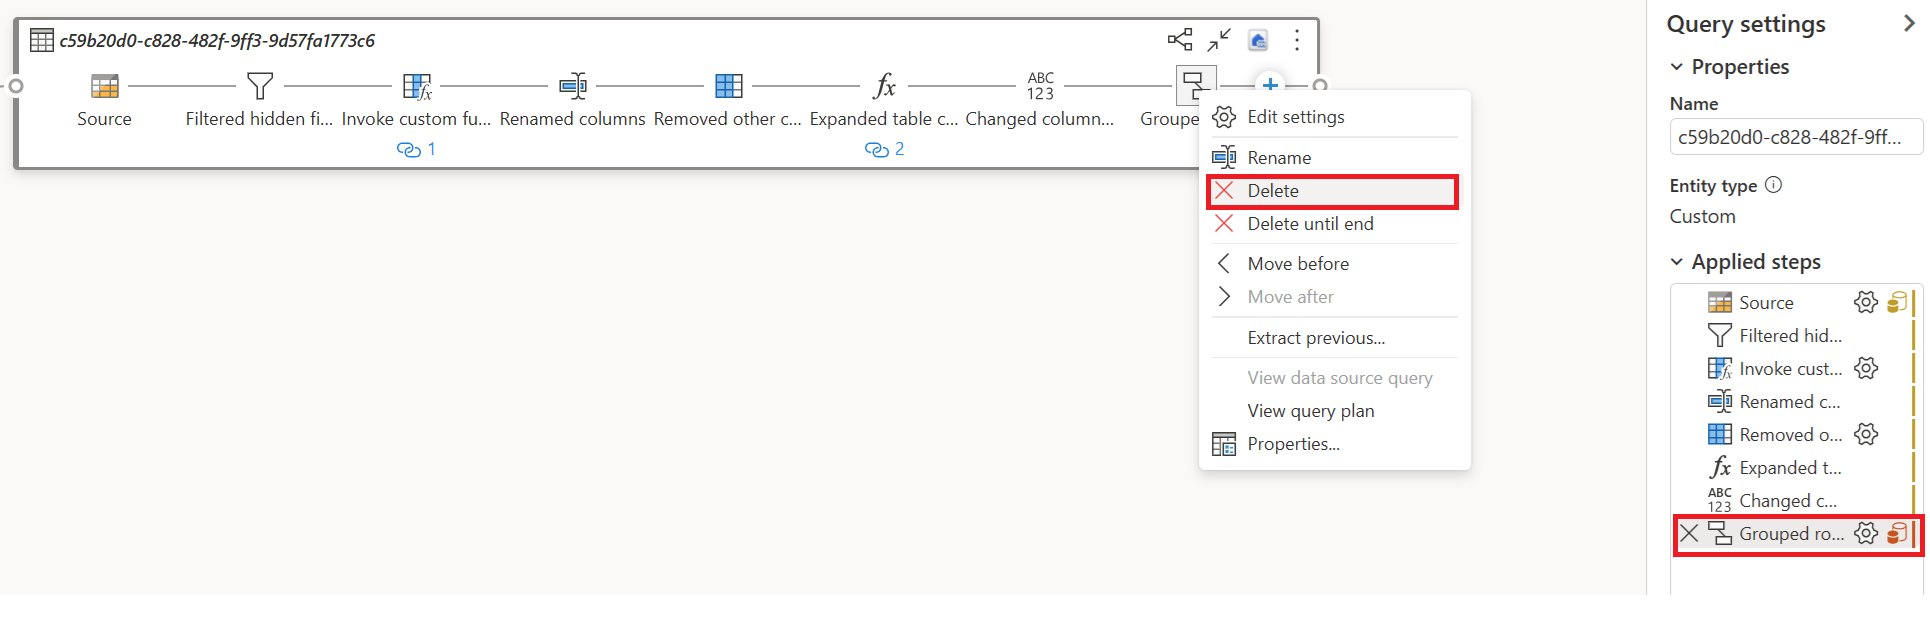 c59b20d0-c828-482f-9ff3-9d57fa1773c6
Source
Filtered hidden fi...
Invoke custom fu...
Renamed columns
Removed other c...
Expanded table c...
Changed column...
Groupe
1
2
ABC
123
Edit settings
Rename
Delete
Delete until end
Move before
Move after
Extract previous...
View data source query
View query plan
Properties...
Query settings
Properties
Name
c59b20d0-c828-482f-9ff...
Entity type
Custom
Applied steps
Source
Filtered hid...
Invoke cust...
Renamed c...
Removed o...
fx Expanded t...
ABC
123
Changed c...
Grouped ro...